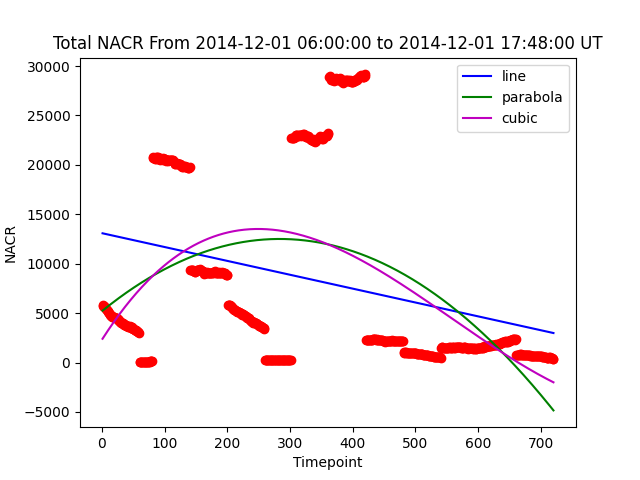 Total NACR From 2014-12-01 06:00:00 to 2014-12-01 17:48:00 UT
30000
25000
20000
15000
10000
5000
0
−5000
NACR
line
parabola
cubic
0 100 200 300 400 500 600 700
Timepoint